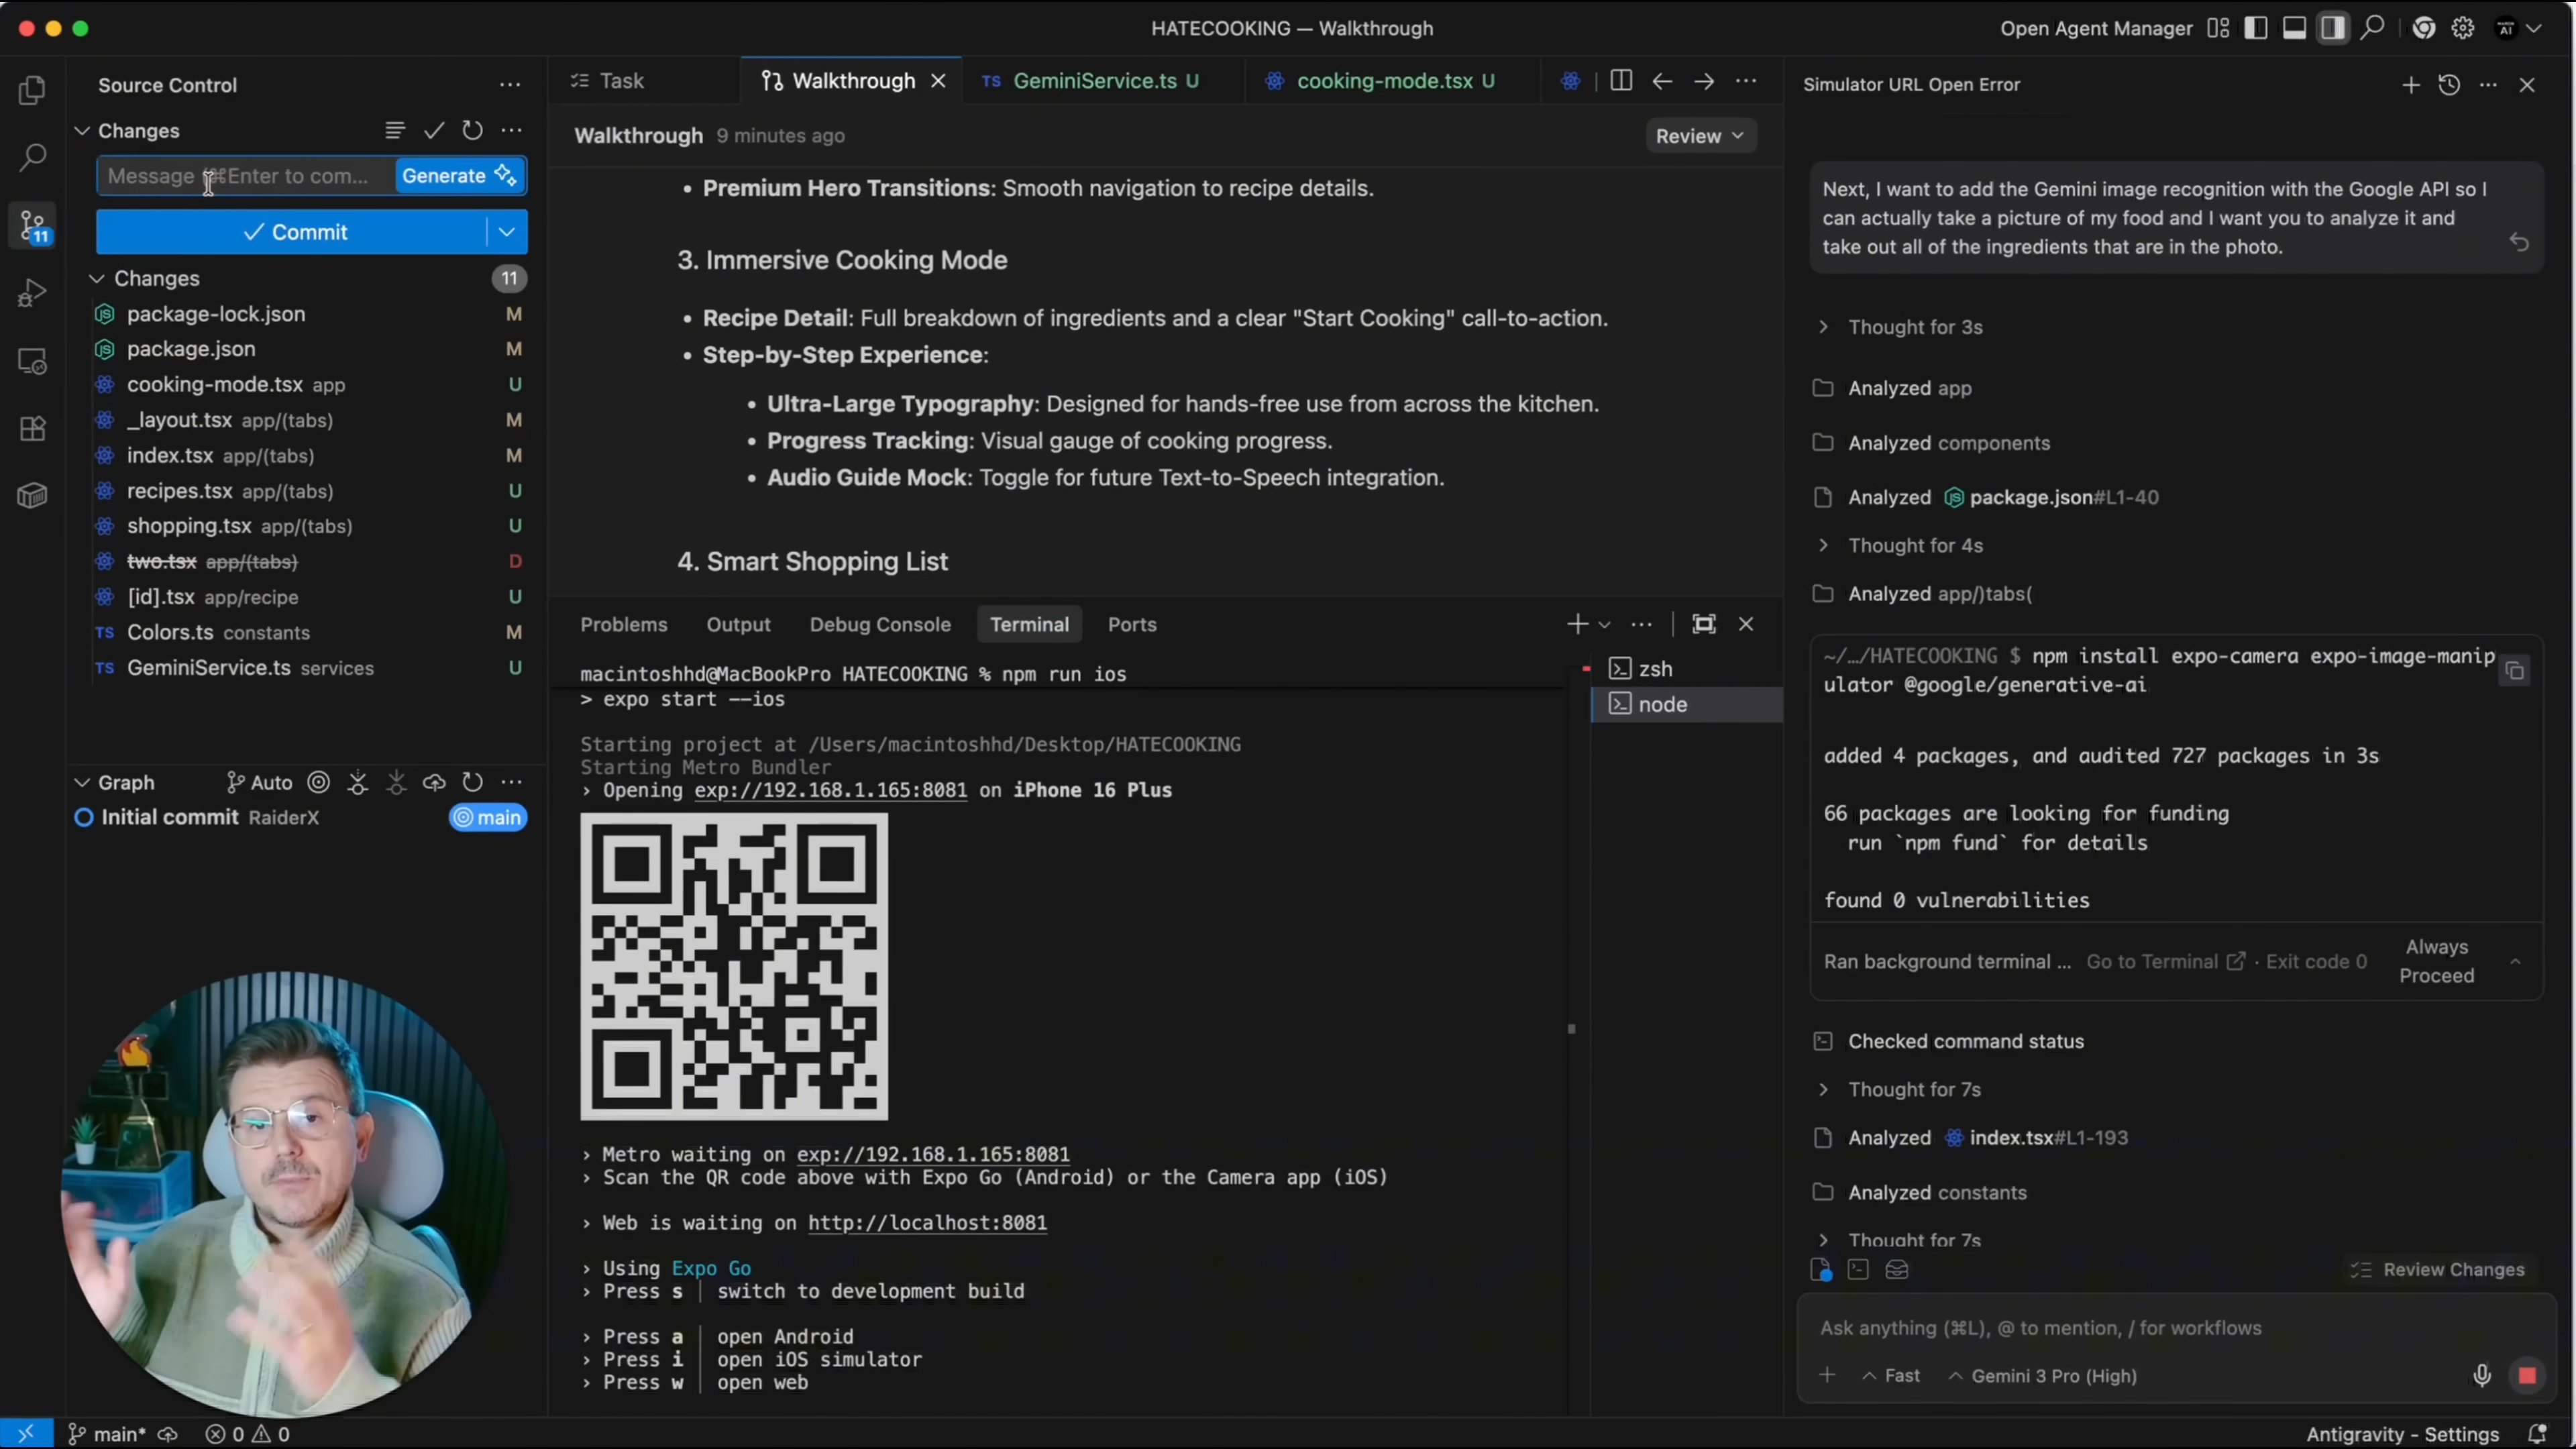 HATECOOKING — Walkthrough
Open Agent Manager
Source Control
Changes
Message (⌘Enter to com...
Generate
Commit
Changes
11
11
package-lock.json M
package.json M
cooking-mode.tsx app U
_layout.tsx app/(tabs) M
index.tsx app/(tabs) M
recipes.tsx app/(tabs) U
shopping.tsx app/(tabs) U
two.tsx app/(tabs) D
[id].tsx app/recipe U
TS Colors.ts constants M
TS GeminiService.ts services U
Graph
Auto
Initial commit RaiderX
main
Task
Walkthrough
TS GeminiService.ts U
cooking-mode.tsx U
Walkthrough 9 minutes ago
Review
• Premium Hero Transitions: Smooth navigation to recipe details.
3. Immersive Cooking Mode
• Recipe Detail: Full breakdown of ingredients and a clear "Start Cooking" call-to-action.
• Step-by-Step Experience:
• Ultra-Large Typography: Designed for hands-free use from across the kitchen.
• Progress Tracking: Visual gauge of cooking progress.
• Audio Guide Mock: Toggle for future Text-to-Speech integration.
4. Smart Shopping List
Problems Output Debug Console Terminal Ports
macintoshhd@MacBookPro HATECOOKING % npm run ios
> expo start --ios
Starting project at /Users/macintoshhd/Desktop/HATECOOKING
Starting Metro Bundler
› Opening exp://192.168.1.165:8081 on iPhone 16 Plus
› Metro waiting on exp://192.168.1.165:8081
› Scan the QR code above with Expo Go (Android) or the Camera app (iOS)
› Web is waiting on http://localhost:8081
› Using Expo Go
› Press s │ switch to development build
› Press a │ open Android
› Press i │ open iOS simulator
› Press w │ open web
zsh
node
Simulator URL Open Error
Next, I want to add the Gemini image recognition with the Google API so I
can actually take a picture of my food and I want you to analyze it and
take out all of the ingredients that are in the photo.
Thought for 3s
Analyzed app
Analyzed components
Analyzed package.json#L1-40
Thought for 4s
Analyzed app/)tabs(
~/.../HATECOOKING $ npm install expo-camera expo-image-manip
ulator @google/generative-ai
added 4 packages, and audited 727 packages in 3s
66 packages are looking for funding
run `npm fund` for details
found 0 vulnerabilities
Ran background terminal ... Go to Terminal · Exit code 0
Always
Proceed
Checked command status
Thought for 7s
Analyzed index.tsx#L1-193
Analyzed constants
Thought for 7s
Review Changes
Ask anything (⌘L), @ to mention, / for workflows
Fast
Gemini 3 Pro (High)
main*
0
0
Antigravity - Settings